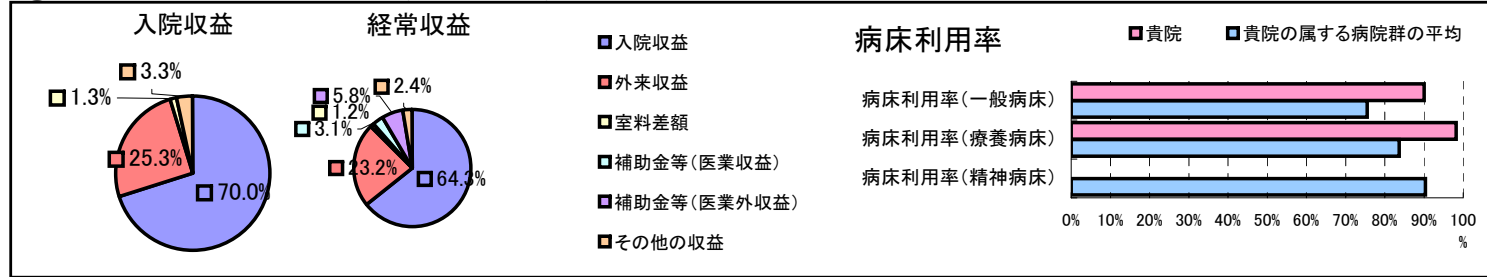 入院収益
3.3%
1.3%
25.3%
70.0%
経常収益
5.8%
2.4%
1.2%
3.1%
23.2%
64.3%
入院収益
外来収益
室料差額
補助金等(医業収益)
補助金等(医業外収益)
その他の収益
病床利用率
貴院 貴院の属する病院群の平均
病床利用率(一般病床)
病床利用率(療養病床)
病床利用率(精神病床)
0% 10% 20% 30% 40% 50% 60% 70% 80% 90% 100
%